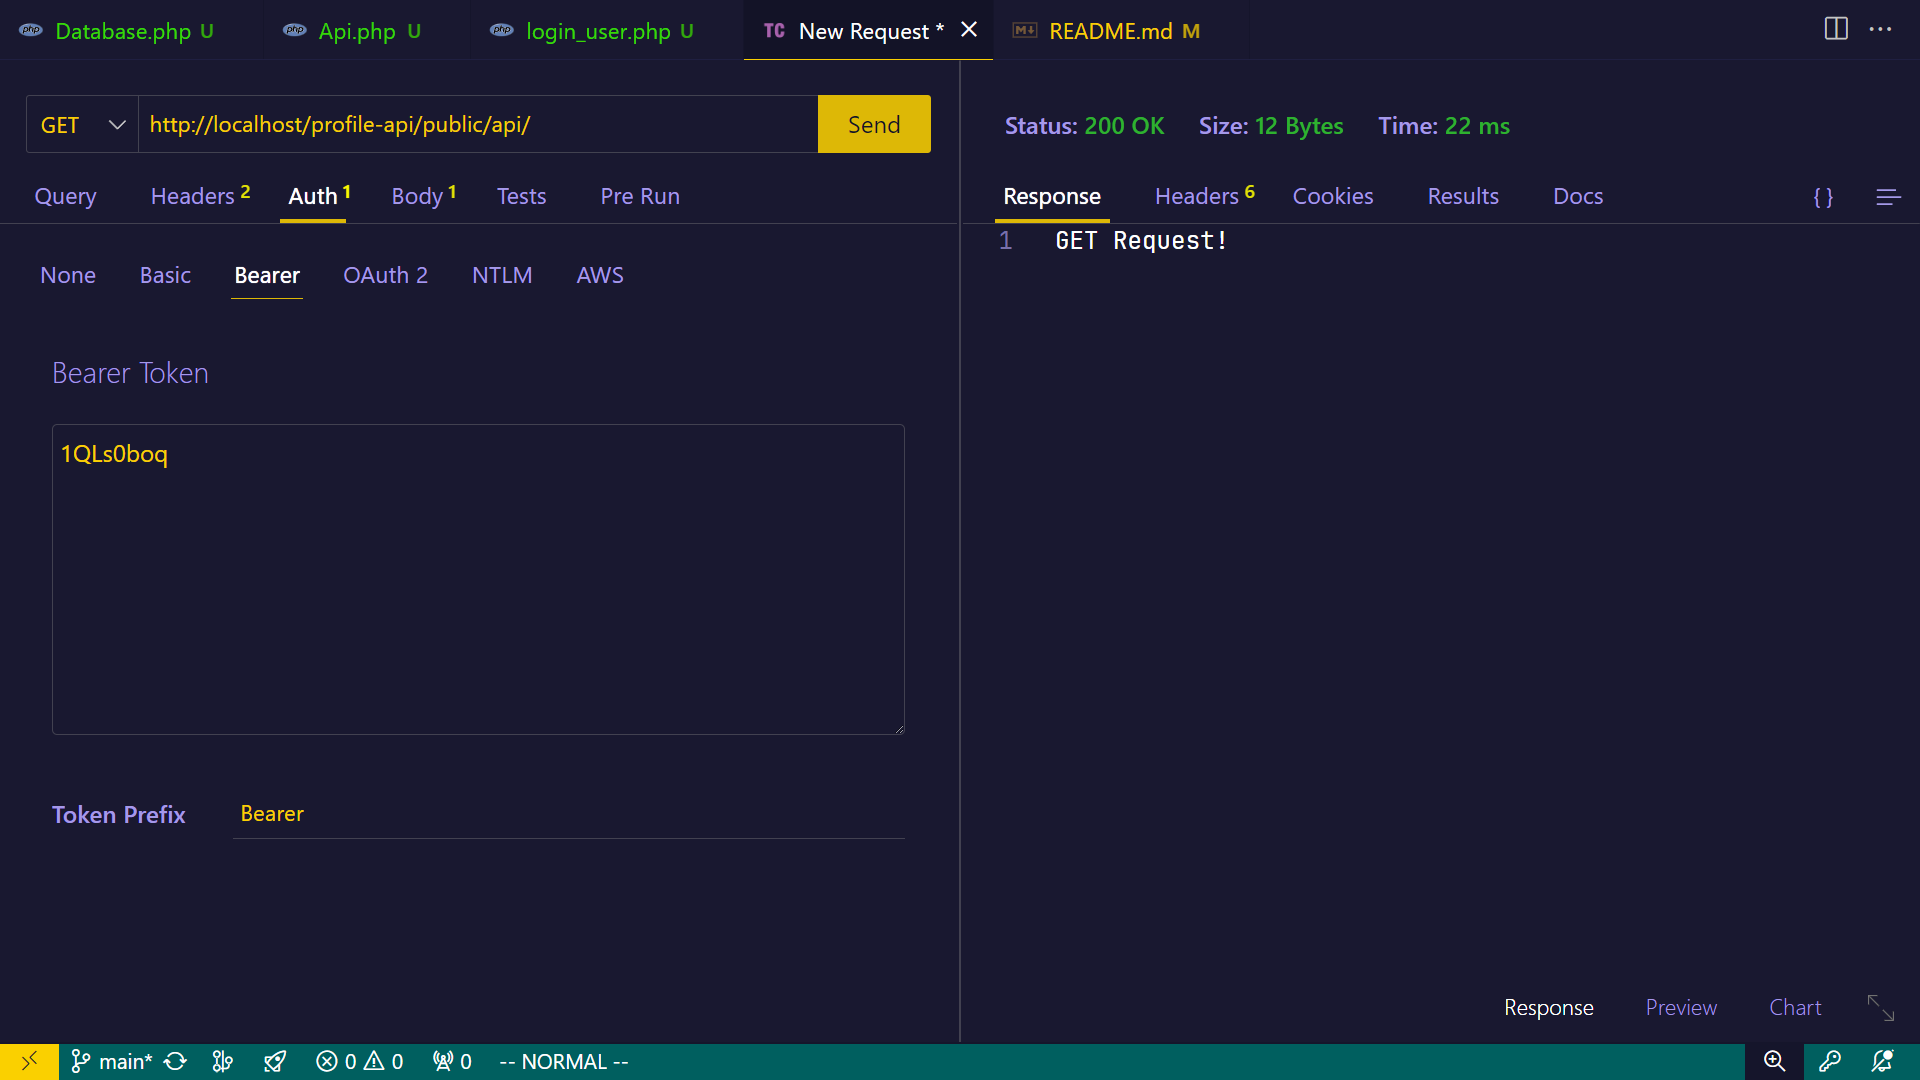 php Database.php U php Api.php U php login_user.php U TC New Request * README.md M
GET http://localhost/profile-api/public/api/ Send
Query Headers 2 Auth 1 Body 1 Tests Pre Run
None Basic Bearer OAuth 2 NTLM AWS
Bearer Token
1QLs0boq
Token Prefix Bearer
Status: 200 OK Size: 12 Bytes Time: 22 ms
Response Headers 6 Cookies Results Docs { }
1 GET Request!
Response Preview Chart
main* 0 0 0 -- NORMAL --